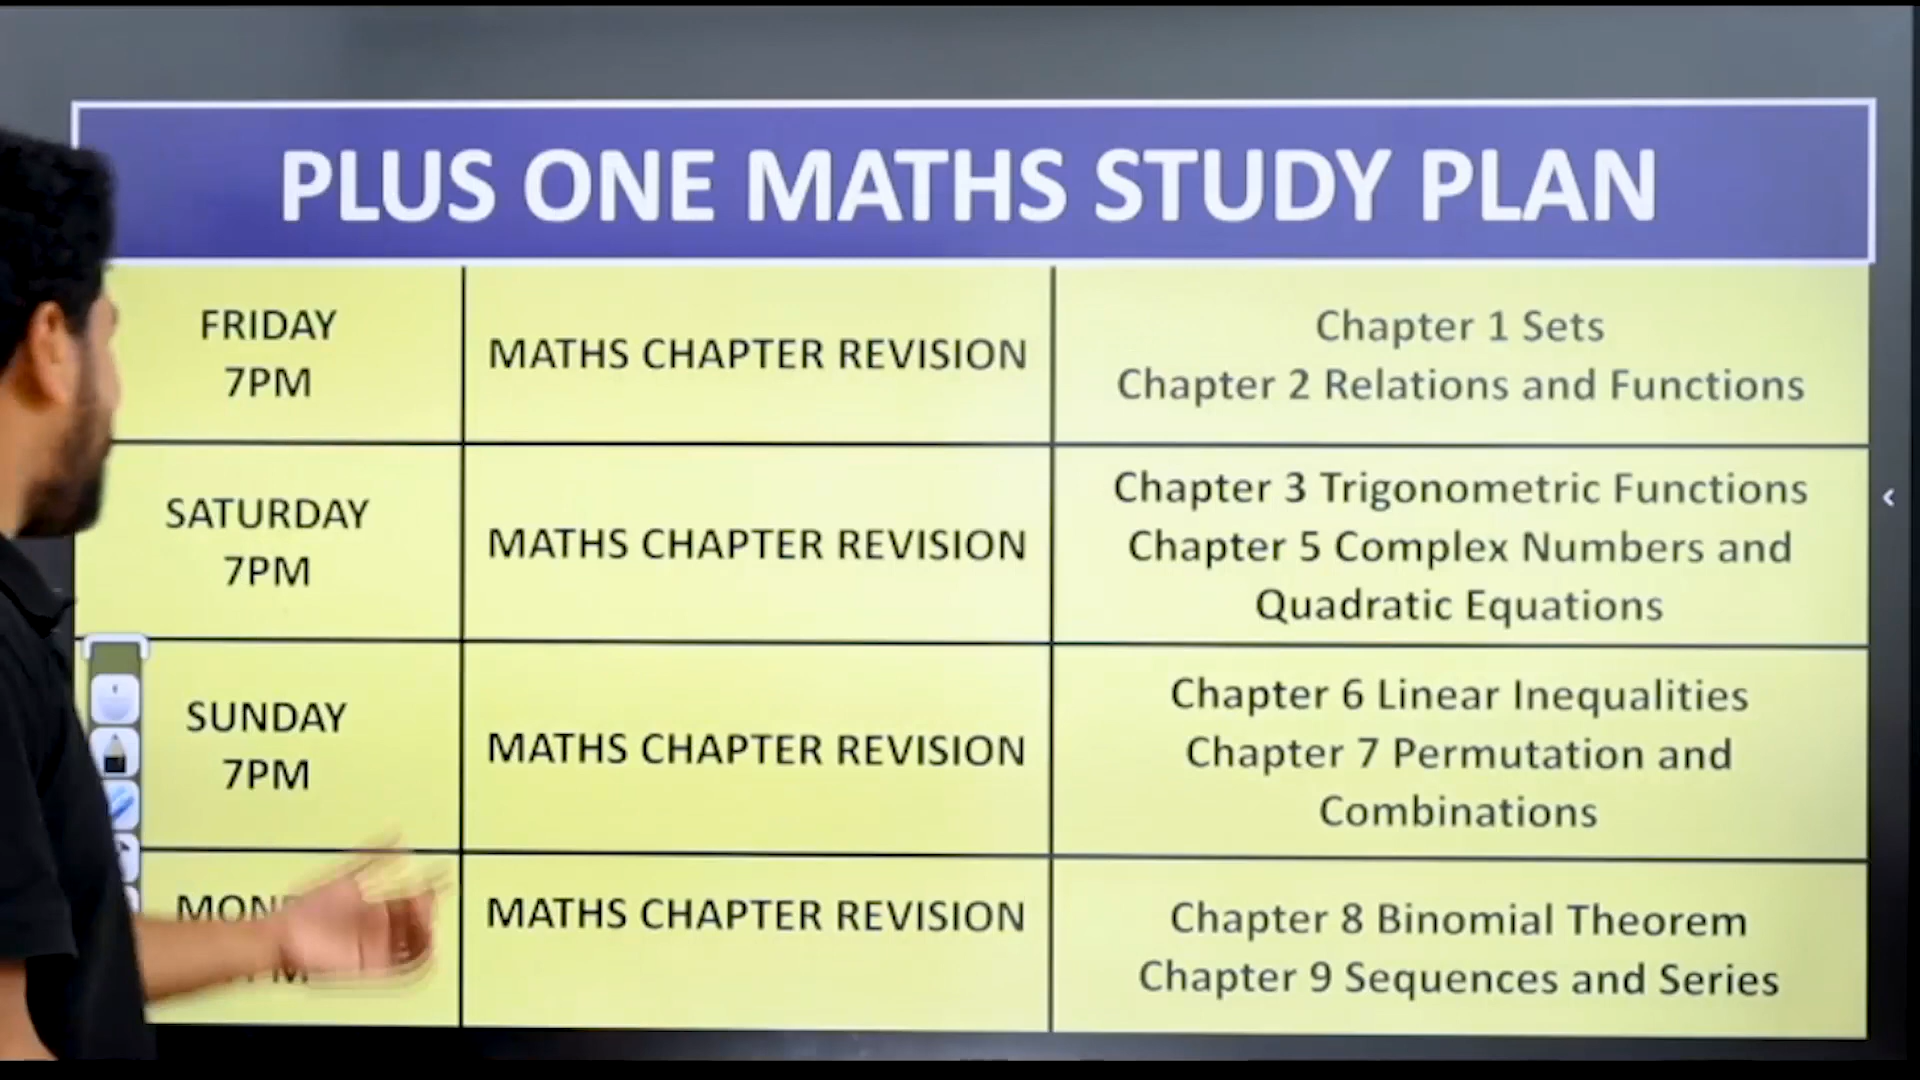 PLUS ONE MATHS STUDY PLAN
FRIDAY
7PM
MATHS CHAPTER REVISION
Chapter 1 Sets
Chapter 2 Relations and Functions
SATURDAY
7PM
MATHS CHAPTER REVISION
Chapter 3 Trigonometric Functions
Chapter 5 Complex Numbers and
Quadratic Equations
SUNDAY
7PM
MATHS CHAPTER REVISION
Chapter 6 Linear Inequalities
Chapter 7 Permutation and
Combinations
MATHS CHAPTER REVISION
Chapter 8 Binomial Theorem
Chapter 9 Sequences and Series